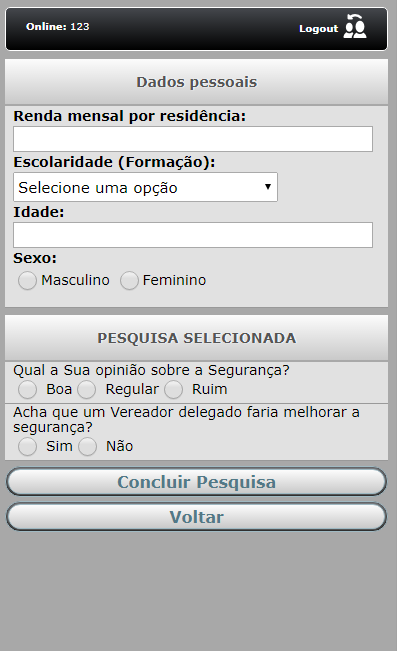 Online: 123 Logout
Dados pessoais
Renda mensal por residência:
Escolaridade (Formação):
Selecione uma opção
Idade:
Sexo:
Masculino Feminino
PESQUISA SELECIONADA
Qual a Sua opinião sobre a Segurança?
Boa Regular Ruim
Acha que um Vereador delegado faria melhorar a
segurança?
Sim Não
Concluir Pesquisa
Voltar